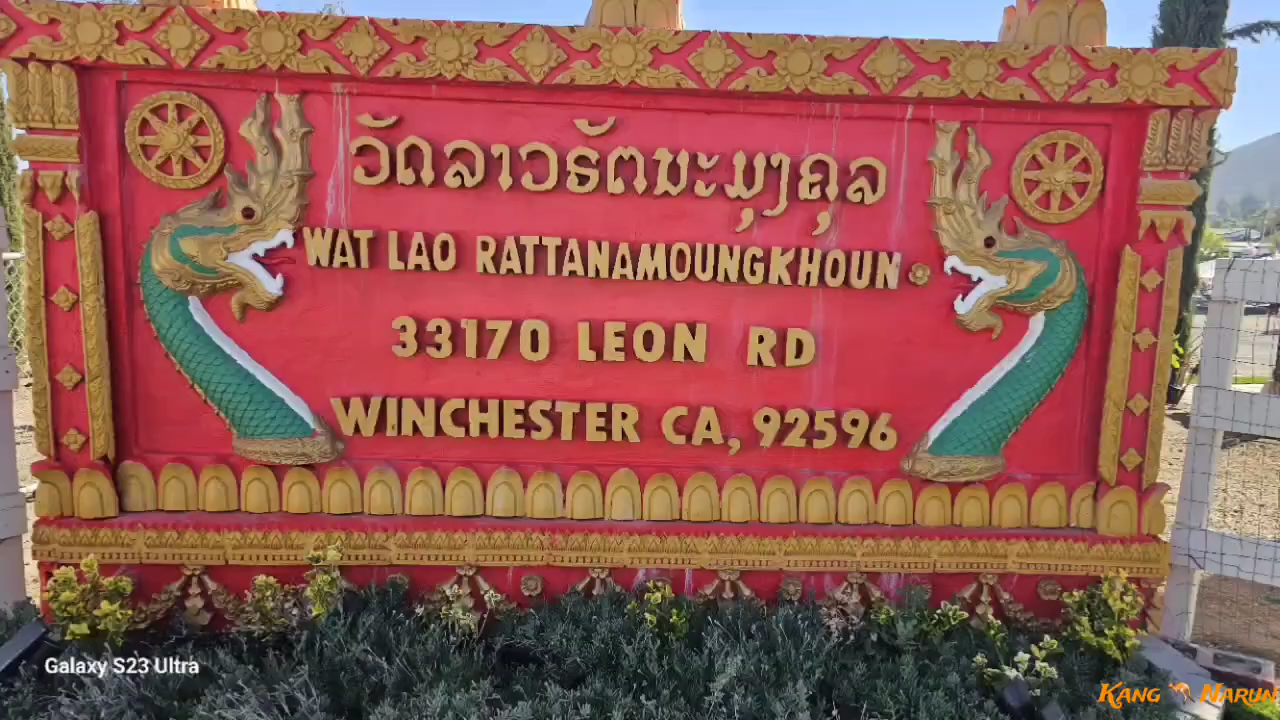 ວັດລາວຣັຕນະມຸງຄຸລ
WAT LAO RATTANAMOUNGKHOUN
33170 LEON RD
WINCHESTER CA, 92596
Galaxy S23 Ultra
KANG NARUN